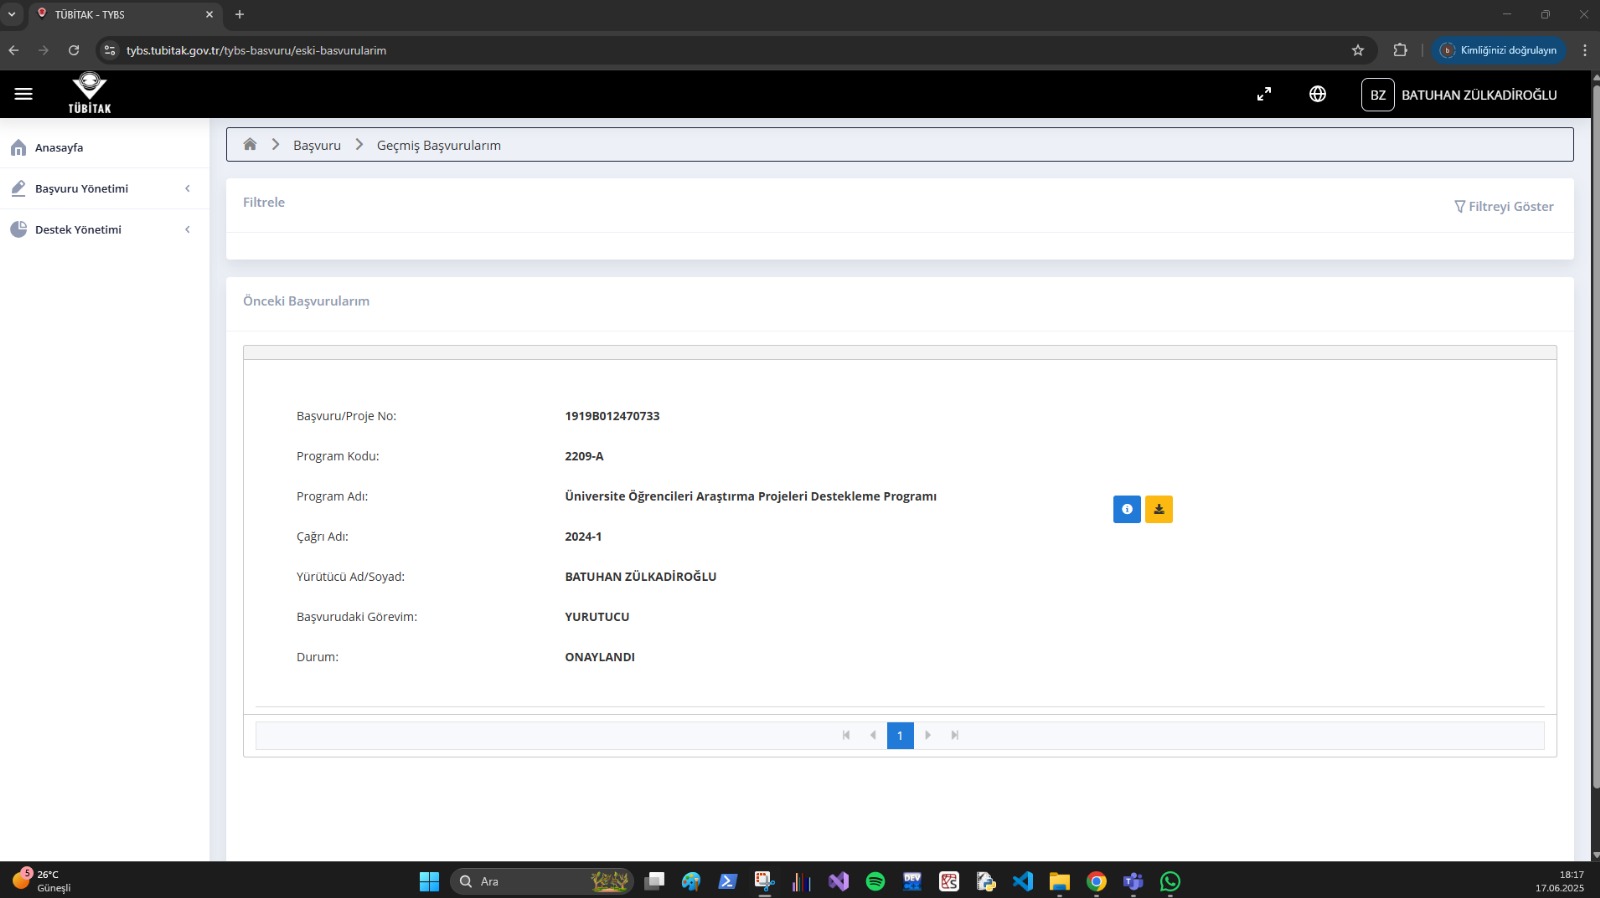 TÜBİTAK - TYBS
tybs.tubitak.gov.tr/tybs-basvuru/eski-basvurularim
Kimliğinizi doğrulayın
TÜBİTAK
BZ
BATUHAN ZÜLKADİROĞLU
Anasayfa
Başvuru Yönetimi
Destek Yönetimi
Başvuru
Geçmiş Başvurularım
Filtrele
Filtreyi Göster
Önceki Başvurularım
Başvuru/Proje No: 1919B012470733
Program Kodu: 2209-A
Program Adı: Üniversite Öğrencileri Araştırma Projeleri Destekleme Programı
Çağrı Adı: 2024-1
Yürütücü Ad/Soyad: BATUHAN ZÜLKADİROĞLU
Başvurudaki Görevim: YURUTUCU
Durum: ONAYLANDI
1
5
26°C
Güneşli
Ara
DEV
18:17
17.06.2025